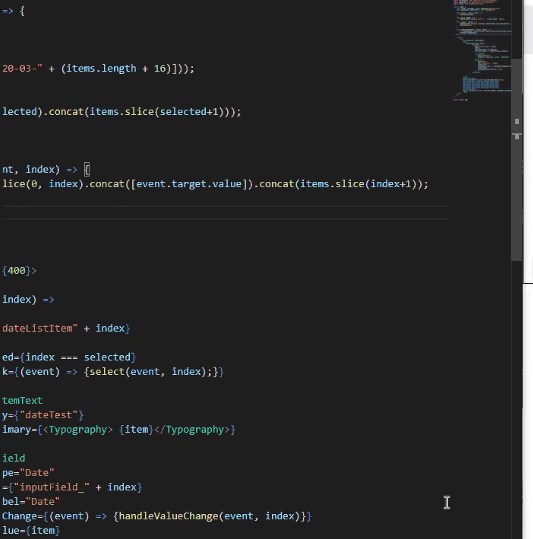 => {
20-03-" + (items.length + 16)]));
lected).concat(items.slice(selected+1)));
nt, index) => {
lice(0, index).concat([event.target.value]).concat(items.slice(index+1));
{400}>
index) =>
dateListItem" + index}
ed={index === selected}
k={(event) => {select(event, index);}}
temText
y={"dateTest"}
imary={<Typography> {item}</Typography>}
ield
pe="Date"
={"inputField_" + index}
bel="Date"
Change={(event) => {handleValueChange(event, index)}}
lue={item}